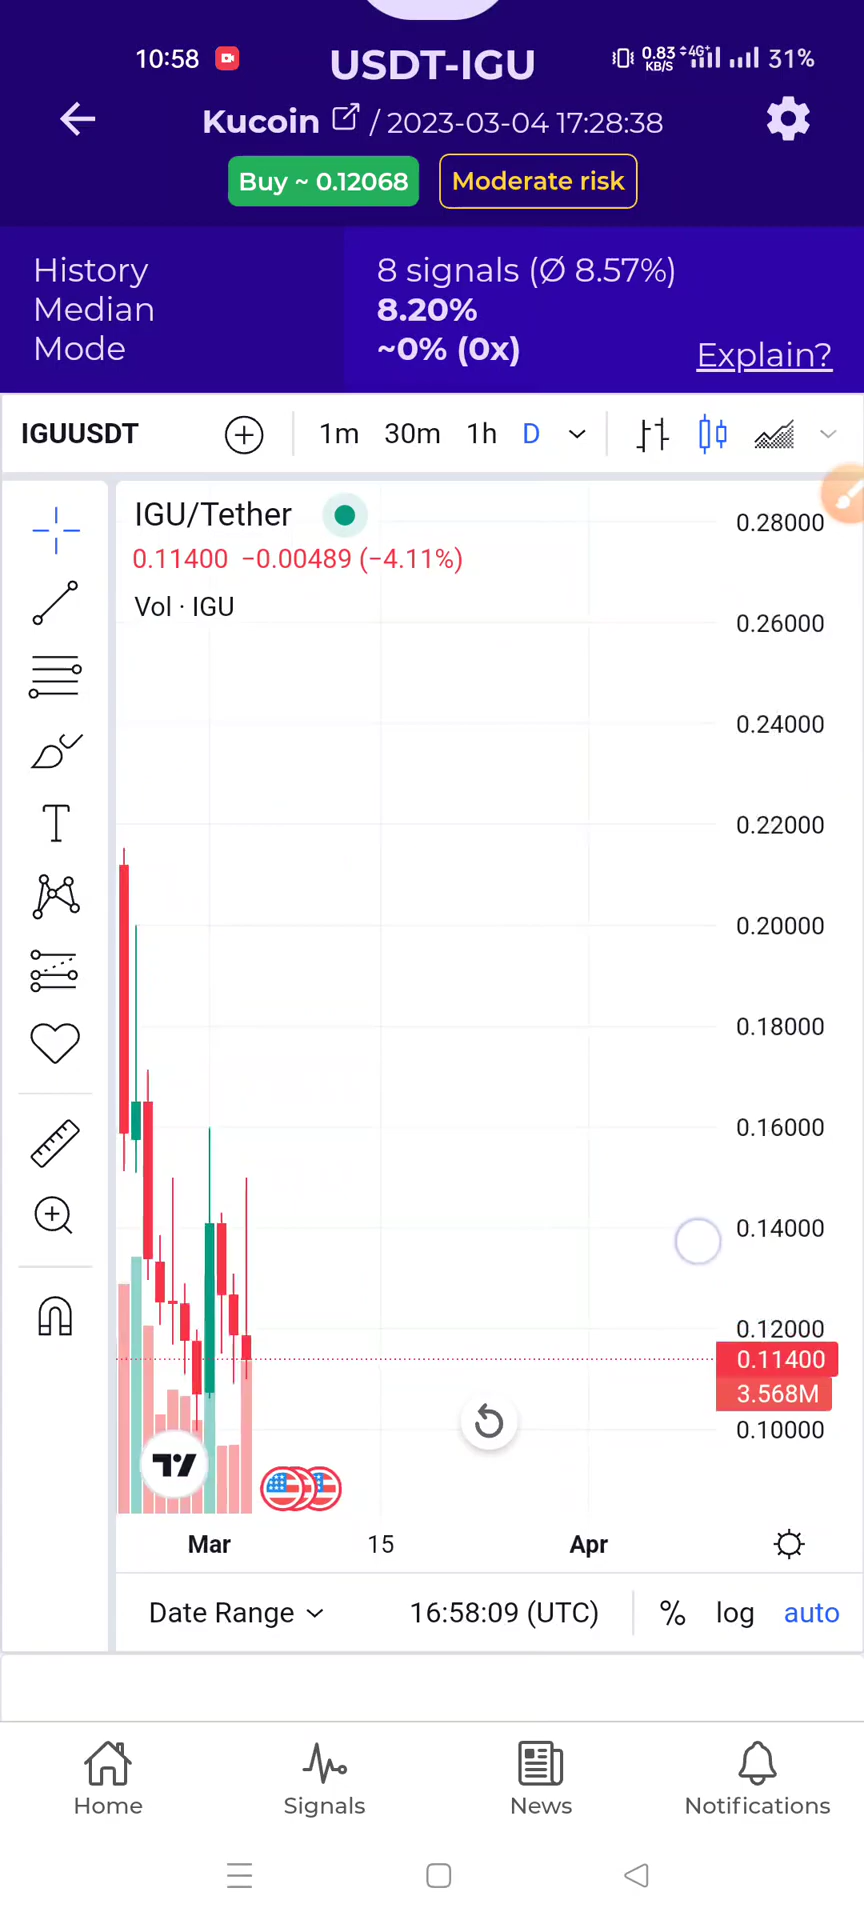 10:58
USDT-IGU
0.83 KB/S 4G+ 31%
Kucoin / 2023-03-04 17:28:38
Buy ~ 0.12068
Moderate risk
History 8 signals (Ø 8.57%)
Median 8.20%
Mode ~0% (0x)
Explain?
IGUUSDT 1m 30m 1h D
IGU/Tether
0.11400 −0.00489 (−4.11%)
Vol · IGU
0.28000
0.26000
0.24000
0.22000
0.20000
0.18000
0.16000
0.14000
0.12000
0.11400
3.568M
0.10000
Mar 15 Apr
Date Range 16:58:09 (UTC) % log auto
Home Signals News Notifications